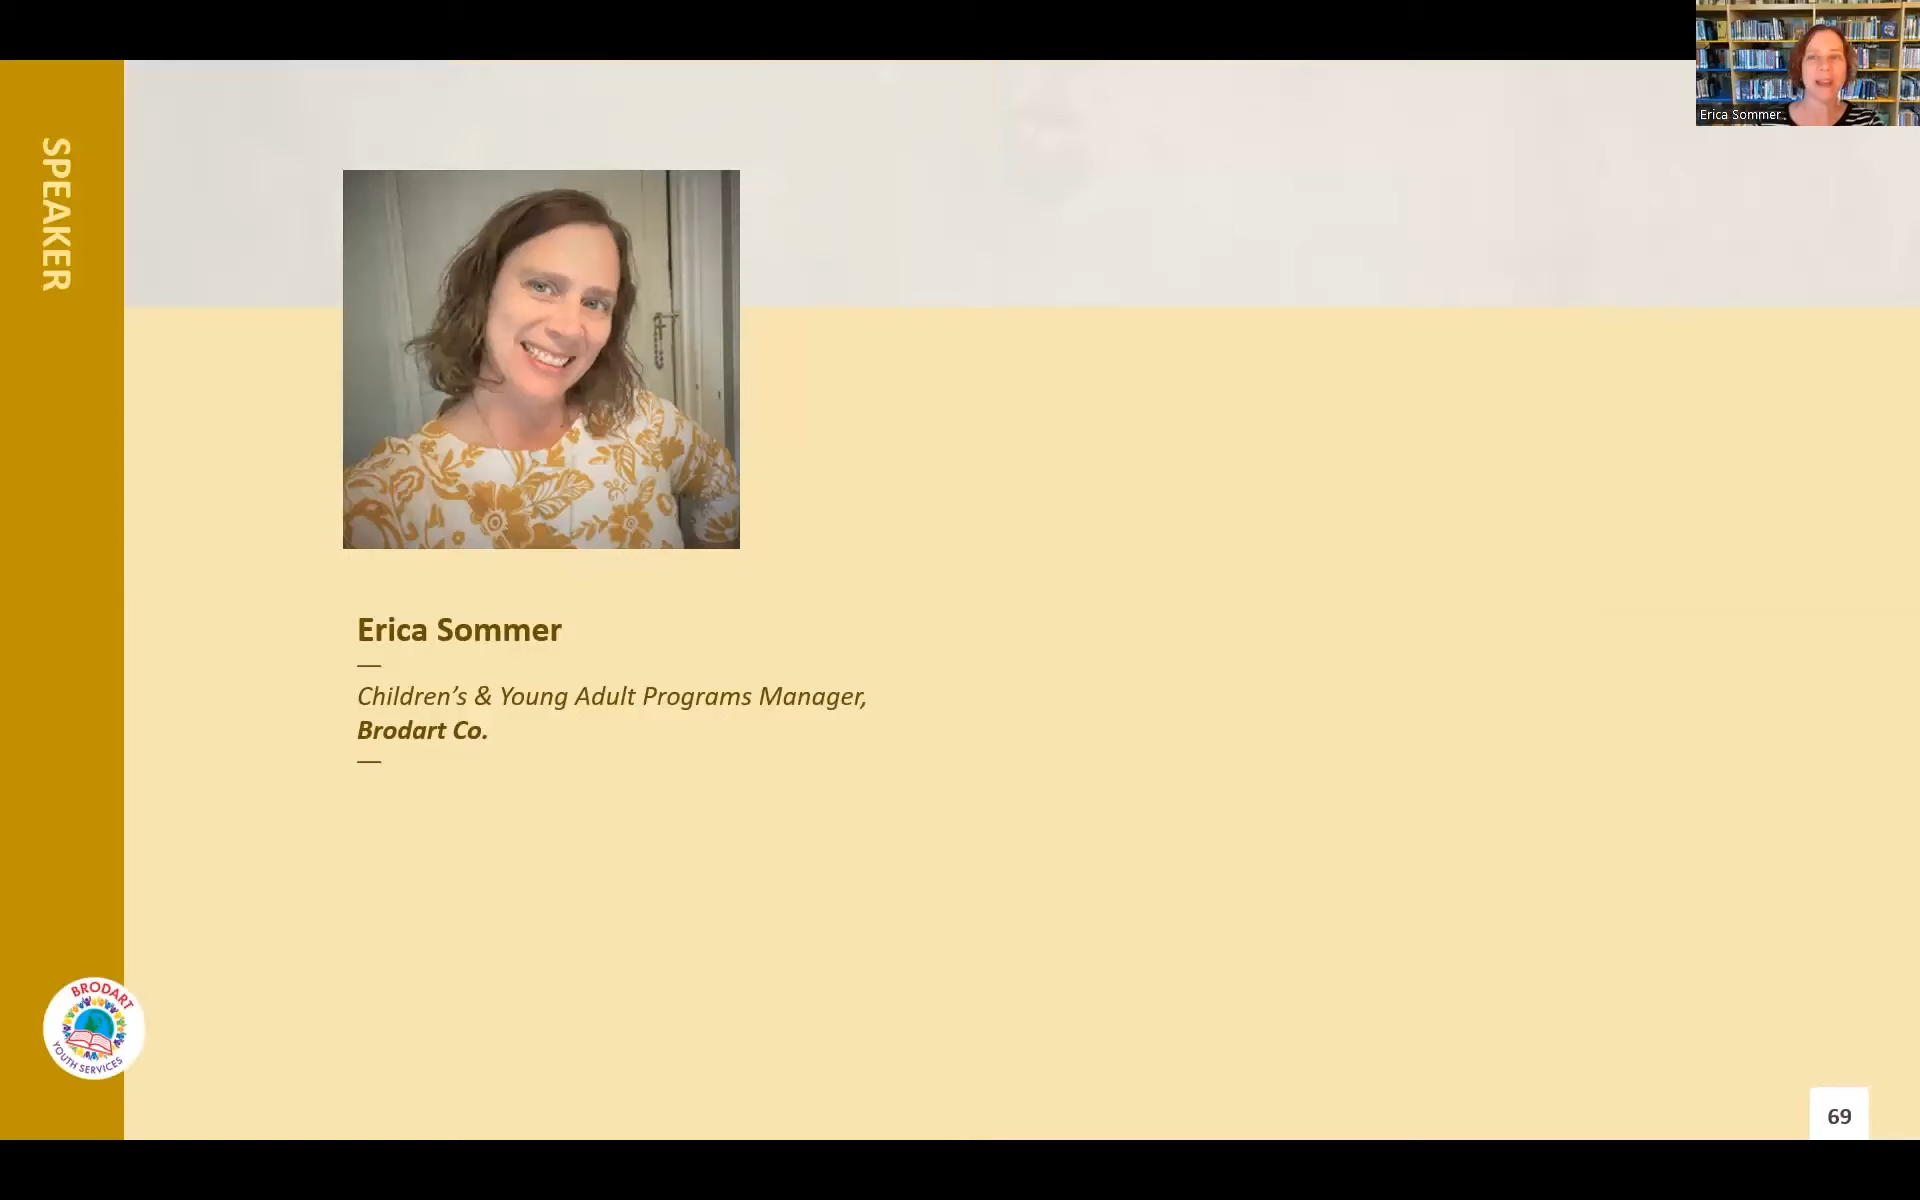 Erica Sommer
SPEAKER
Erica Sommer
Children's & Young Adult Programs Manager,
Brodart Co.
BRODART
YOUTH SERVICES
69